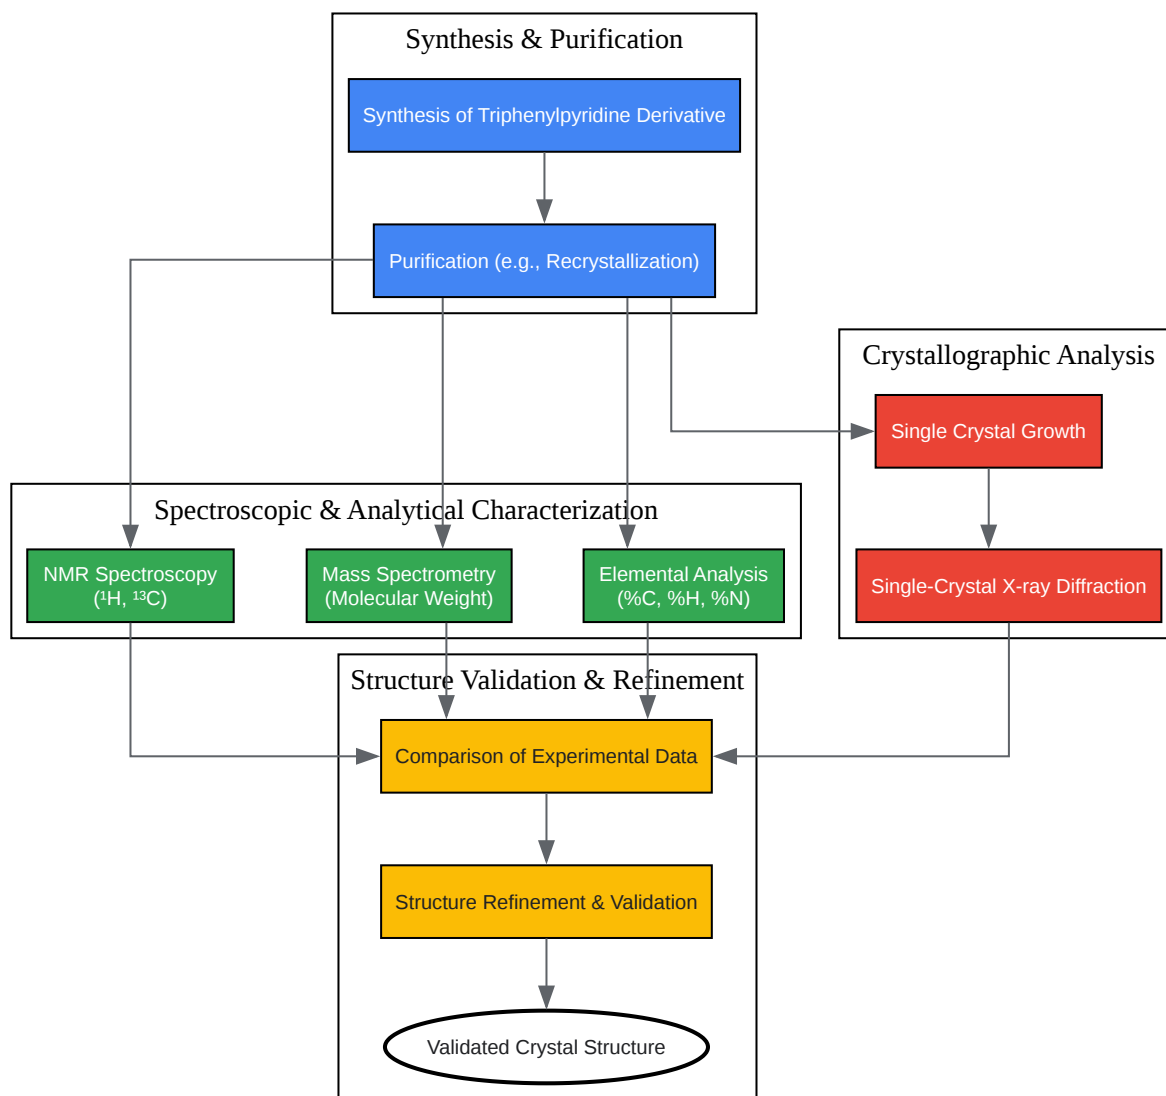 Synthesis & Purification
Synthesis of Triphenylpyridine Derivative
Purification (e.g., Recrystallization)
Crystallographic Analysis
Single Crystal Growth
Single-Crystal X-ray Diffraction
Spectroscopic & Analytical Characterization
NMR Spectroscopy
(¹H, ¹³C)
Mass Spectrometry
(Molecular Weight)
Elemental Analysis
(%C, %H, %N)
Structure Validation & Refinement
Comparison of Experimental Data
Structure Refinement & Validation
Validated Crystal Structure